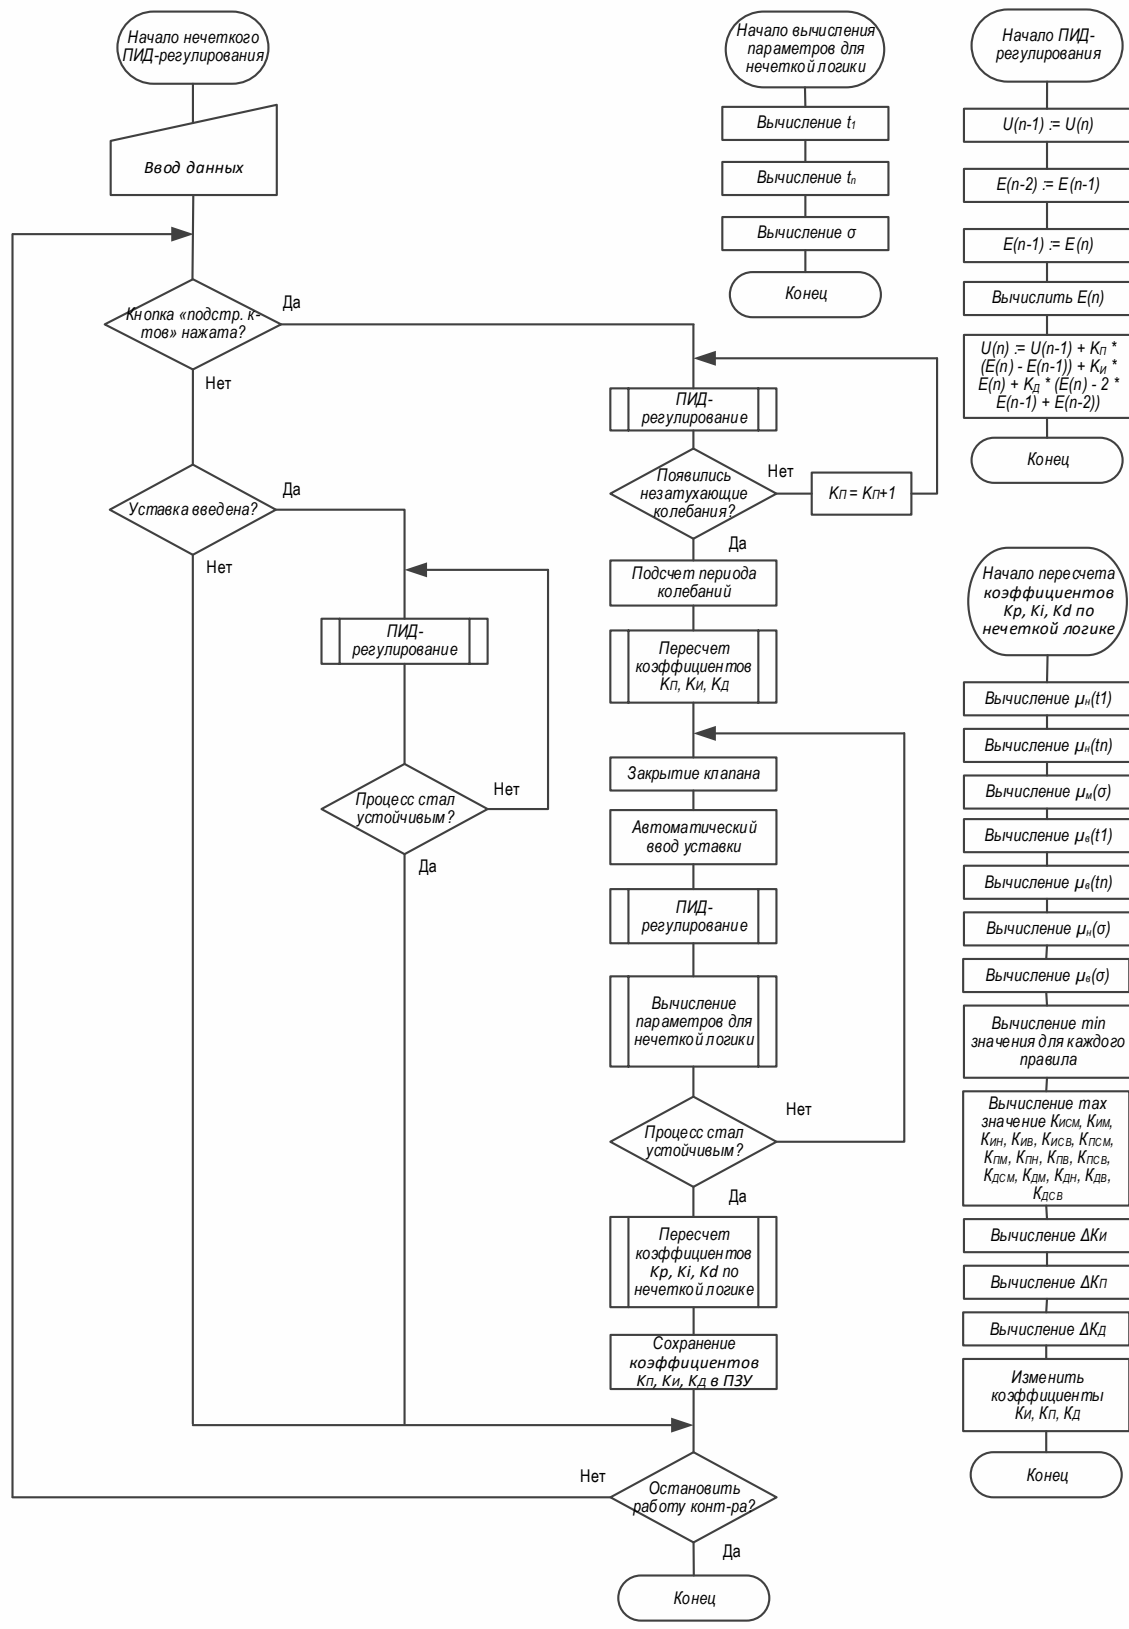 Начало нечеткого
ПИД-регулирования
Ввод данных
Кнопка «подстр. к-
тов» нажата?
Да
Нет
Уставка введена?
Да
Нет
ПИД-
регулирование
Процесс стал
устойчивым?
Нет
Да
ПИД-
регулирование
Появились
незатухающие
колебания?
Нет
KП = KП+1
Да
Подсчет периода
колебаний
Пересчет
коэффициентов
KП, KИ, KД
Закрытие клапана
Автоматический
ввод уставки
ПИД-
регулирование
Вычисление
параметров для
нечеткой логики
Процесс стал
устойчивым?
Нет
Да
Пересчет
коэффициентов
Kp, Ki, Kd по
нечеткой логике
Сохранение
коэффициентов
KП, KИ, KД в ПЗУ
Остановить
работу конт-ра?
Нет
Да
Конец
Начало вычисления
параметров для
нечеткой логики
Вычисление t1
Вычисление tn
Вычисление σ
Конец
Начало ПИД-
регулирования
U(n-1) := U(n)
E(n-2) := E(n-1)
E(n-1) := E(n)
Вычислить E(n)
U(n) := U(n-1) + KП *
(E(n) - E(n-1)) + KИ *
E(n) + KД * (E(n) - 2 *
E(n-1) + E(n-2))
Конец
Начало пересчета
коэффициентов
Kp, Ki, Kd по
нечеткой логике
Вычисление µн(t1)
Вычисление µн(tn)
Вычисление µм(σ)
Вычисление µв(t1)
Вычисление µв(tn)
Вычисление µн(σ)
Вычисление µв(σ)
Вычисление min
значения для каждого
правила
Вычисление max
значение KИСМ, KИМ,
KИН, KИВ, KИСВ, KПСМ,
KПМ, KПН, KПВ, KПСВ,
KДСМ, KДМ, KДН, KДВ,
KДСВ
Вычисление ΔKИ
Вычисление ΔKП
Вычисление ΔKД
Изменить
коэффициенты
KИ, KП, KД
Конец